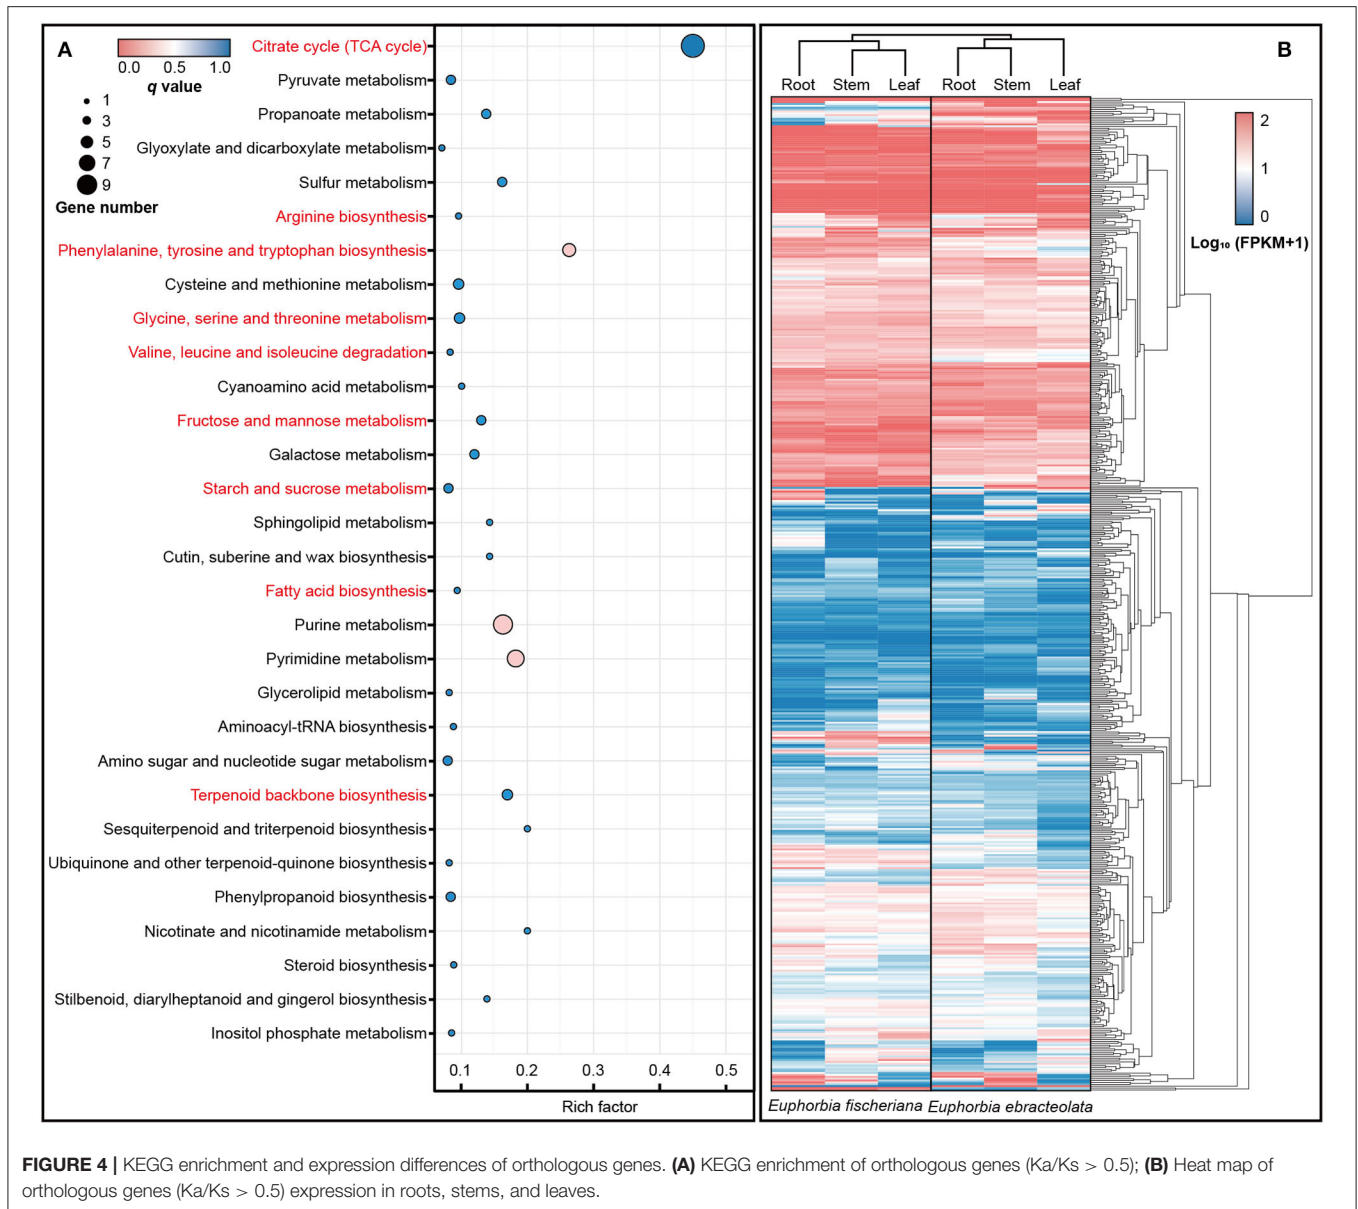 A
0.0 0.5 1.0
q value
1
3
5
7
9
Gene number
Citrate cycle (TCA cycle)
Pyruvate metabolism
Propanoate metabolism
Glyoxylate and dicarboxylate metabolism
Sulfur metabolism
Arginine biosynthesis
Phenylalanine, tyrosine and tryptophan biosynthesis
Cysteine and methionine metabolism
Glycine, serine and threonine metabolism
Valine, leucine and isoleucine degradation
Cyanoamino acid metabolism
Fructose and mannose metabolism
Galactose metabolism
Starch and sucrose metabolism
Sphingolipid metabolism
Cutin, suberine and wax biosynthesis
Fatty acid biosynthesis
Purine metabolism
Pyrimidine metabolism
Glycerolipid metabolism
Aminoacyl-tRNA biosynthesis
Amino sugar and nucleotide sugar metabolism
Terpenoid backbone biosynthesis
Sesquiterpenoid and triterpenoid biosynthesis
Ubiquinone and other terpenoid-quinone biosynthesis
Phenylpropanoid biosynthesis
Nicotinate and nicotinamide metabolism
Steroid biosynthesis
Stilbenoid, diarylheptanoid and gingerol biosynthesis
Inositol phosphate metabolism
0.1 0.2 0.3 0.4 0.5
Rich factor
B
Root Stem Leaf Root Stem Leaf
2
1
0
Log₁₀ (FPKM+1)
Euphorbia fischeriana Euphorbia ebracteolata
FIGURE 4 | KEGG enrichment and expression differences of orthologous genes. (A) KEGG enrichment of orthologous genes (Ka/Ks > 0.5); (B) Heat map of
orthologous genes (Ka/Ks > 0.5) expression in roots, stems, and leaves.